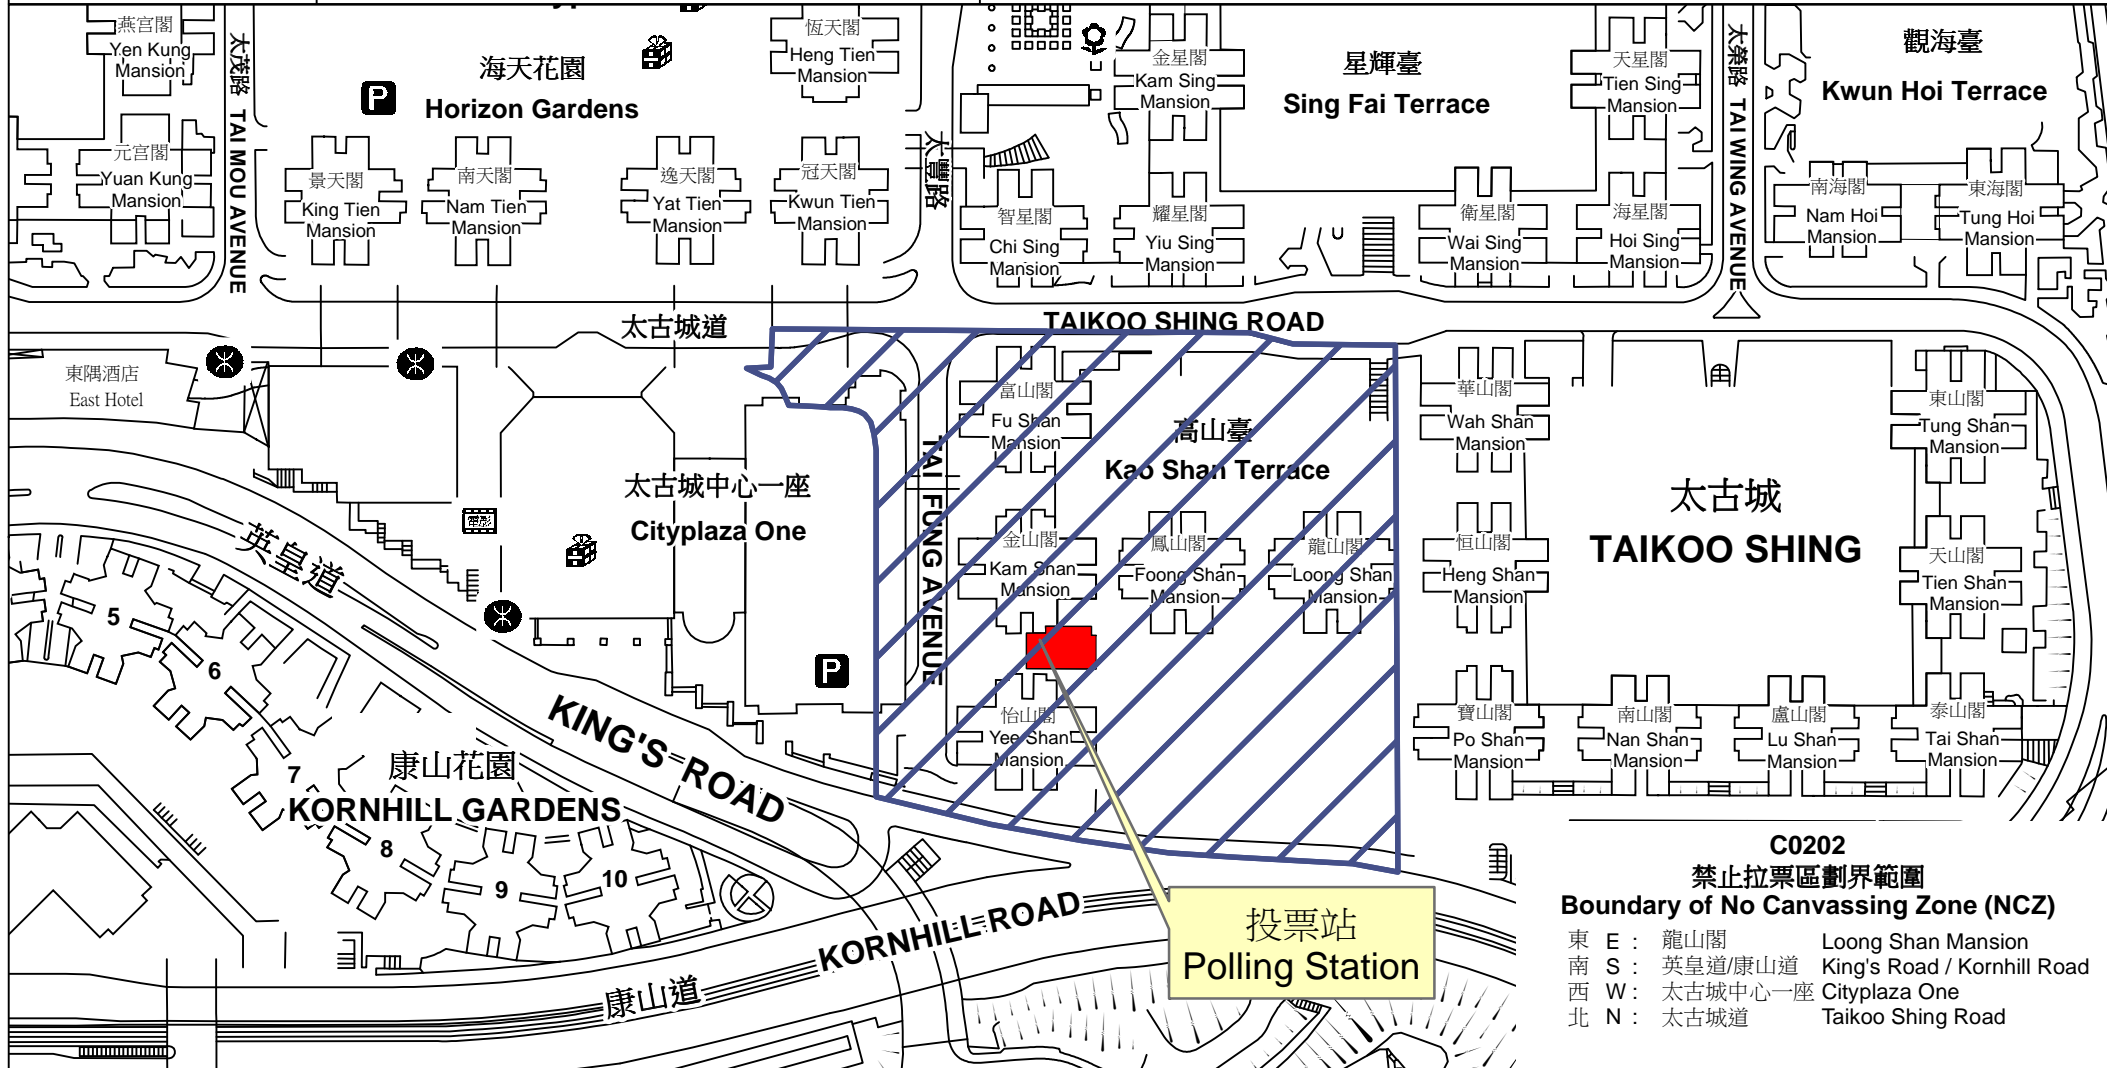 燕宮閣
Yen Kung
Mansion
元宮閣
Yuan Kung
Mansion
太茂路 TAI MOU AVENUE
海天花園
Horizon Gardens
P
恆天閣
Heng Tien
Mansion
景天閣
King Tien
Mansion
南天閣
Nam Tien
Mansion
逸天閣
Yat Tien
Mansion
冠天閣
Kwun Tien
Mansion
太豐路
金星閣
Kam Sing
Mansion
星輝臺
Sing Fai Terrace
天星閣
Tien Sing
Mansion
智星閣
Chi Sing
Mansion
耀星閣
Yiu Sing
Mansion
衛星閣
Wai Sing
Mansion
海星閣
Hoi Sing
Mansion
太榮路 TAI WING AVENUE
觀海臺
Kwun Hoi Terrace
南海閣
Nam Hoi
Mansion
東海閣
Tung Hoi
Mansion
太古城道
TAIKOO SHING ROAD
東隅酒店
East Hotel
太古城中心一座
Cityplaza One
電影
P
TAI FUNG AVENUE
富山閣
Fu Shan
Mansion
高山臺
Kao Shan Terrace
金山閣
Kam Shan
Mansion
鳳山閣
Foong Shan
Mansion
龍山閣
Loong Shan
Mansion
怡山閣
Yee Shan
Mansion
華山閣
Wah Shan
Mansion
恒山閣
Heng Shan
Mansion
寶山閣
Po Shan
Mansion
南山閣
Nan Shan
Mansion
廬山閣
Lu Shan
Mansion
泰山閣
Tai Shan
Mansion
東山閣
Tung Shan
Mansion
天山閣
Tien Shan
Mansion
太古城
TAIKOO SHING
英皇道
KING'S ROAD
康山花園
KORNHILL GARDENS
5
6
7
8
9
10
康山道
KORNHILL ROAD
投票站
Polling Station
C0202
禁止拉票區劃界範圍
Boundary of No Canvassing Zone (NCZ)
東 E : 龍山閣 Loong Shan Mansion
南 S : 英皇道/康山道 King's Road / Kornhill Road
西 W : 太古城中心一座 Cityplaza One
北 N : 太古城道 Taikoo Shing Road